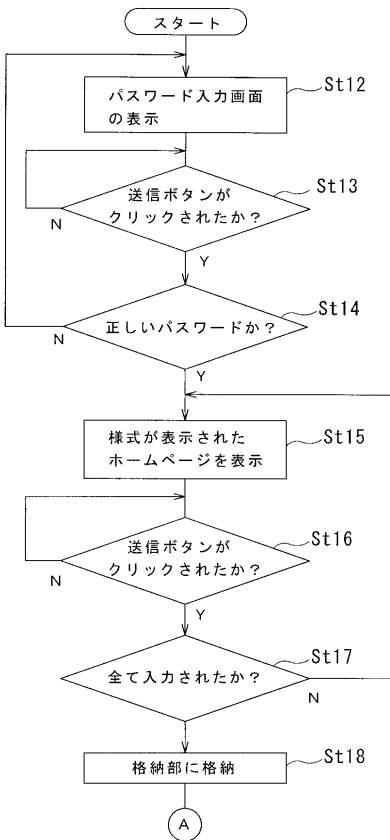 スタート
パスワード入力画面
の表示
St12
送信ボタンが
クリックされたか？
St13
N
Y
正しいパスワードか？
St14
N
Y
様式が表示された
ホームページを表示
St15
送信ボタンが
クリックされたか？
St16
N
Y
全て入力されたか？
St17
N
格納部に格納
St18
A